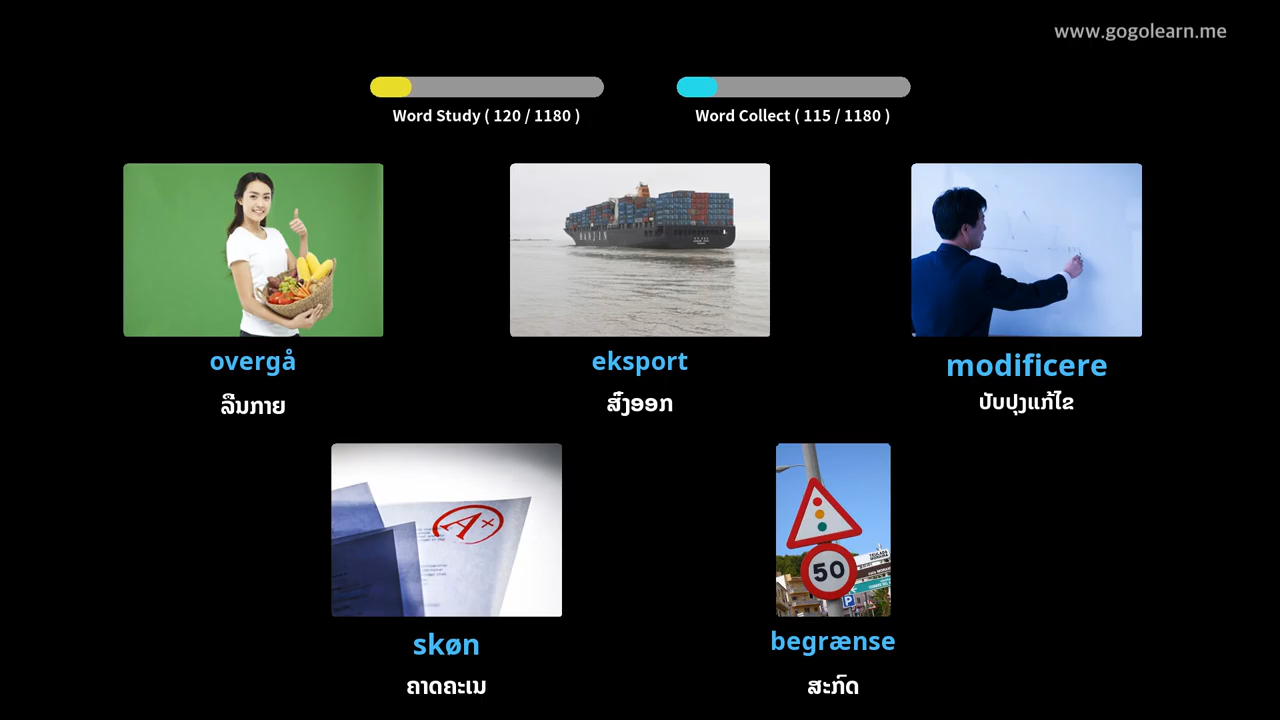 www.gogolearn.me
Word Study ( 120 / 1180 )
Word Collect ( 115 / 1180 )
HANJIN
A+
overgå
eksport
modificere
ລື່ນກາຍ
ສົ່ງອອກ
ປັບປຸງແກ້ໄຂ
50
P
skøn
begrænse
ຄາດຄະເນ
ສະກົດ